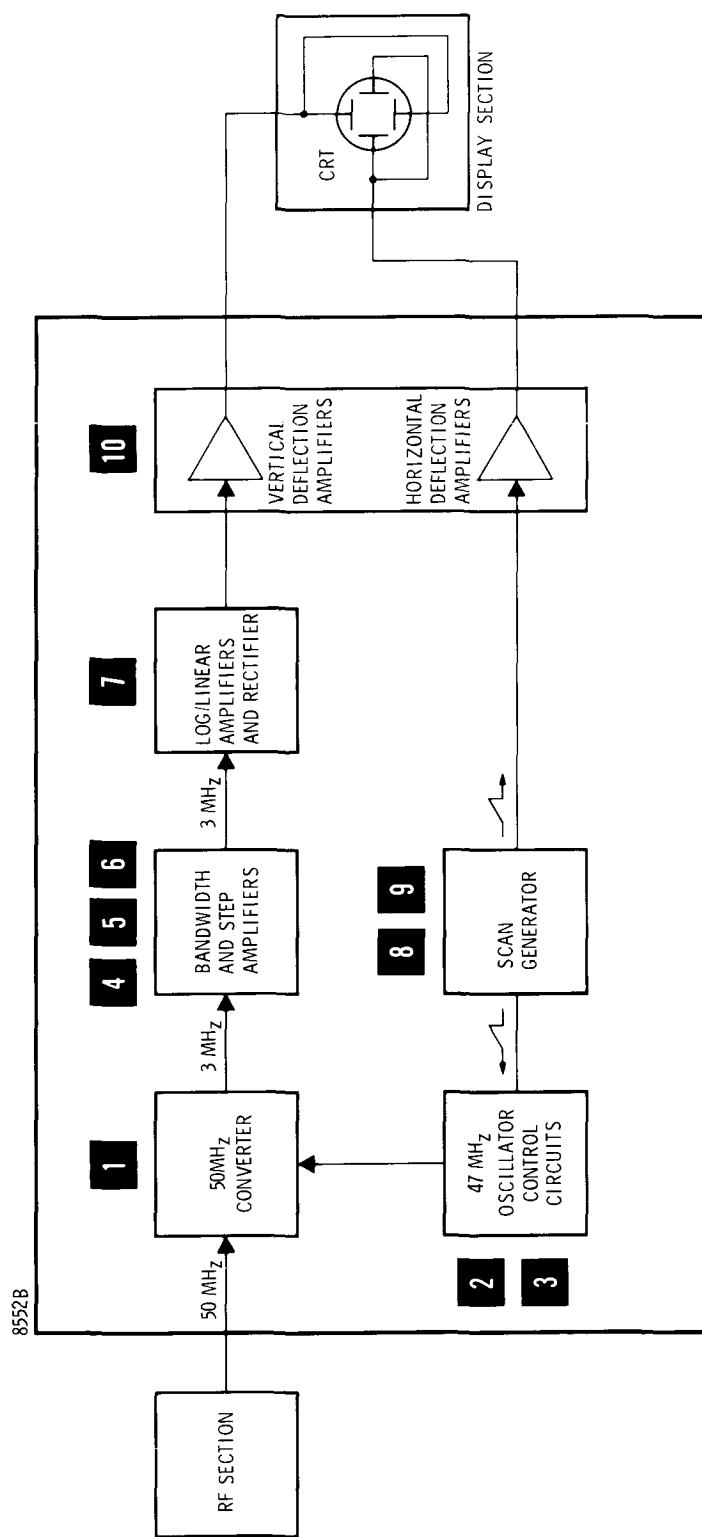 8552B
RF SECTION
50 MHz
1
50MHz
CONVERTER
3 MHz
4
5
6
BANDWIDTH
AND STEP
AMPLIFIERS
3 MHz
7
LOG/LINEAR
AMPLIFIERS
AND RECTIFIER
10
VERTICAL
DEFLECTION
AMPLIFIERS
HORIZONTAL
DEFLECTION
AMPLIFIERS
2
3
47 MHz
OSCILLATOR
CONTROL
CIRCUITS
8
9
SCAN
GENERATOR
CRT
DISPLAY SECTION